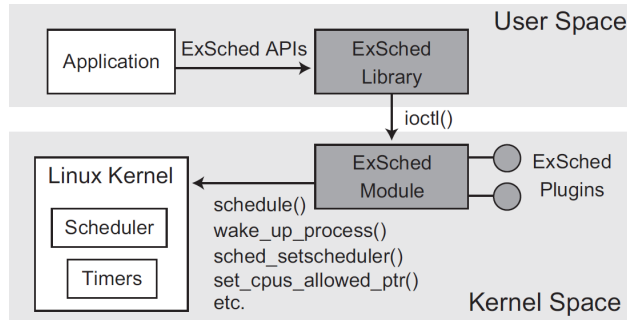 User Space
Application
ExSched APIs
ExSched
Library
ioctl()
Linux Kernel
Scheduler
Timers
ExSched
Module
ExSched
Plugins
schedule()
wake_up_process()
sched_setscheduler()
set_cpus_allowed_ptr()
etc.
Kernel Space